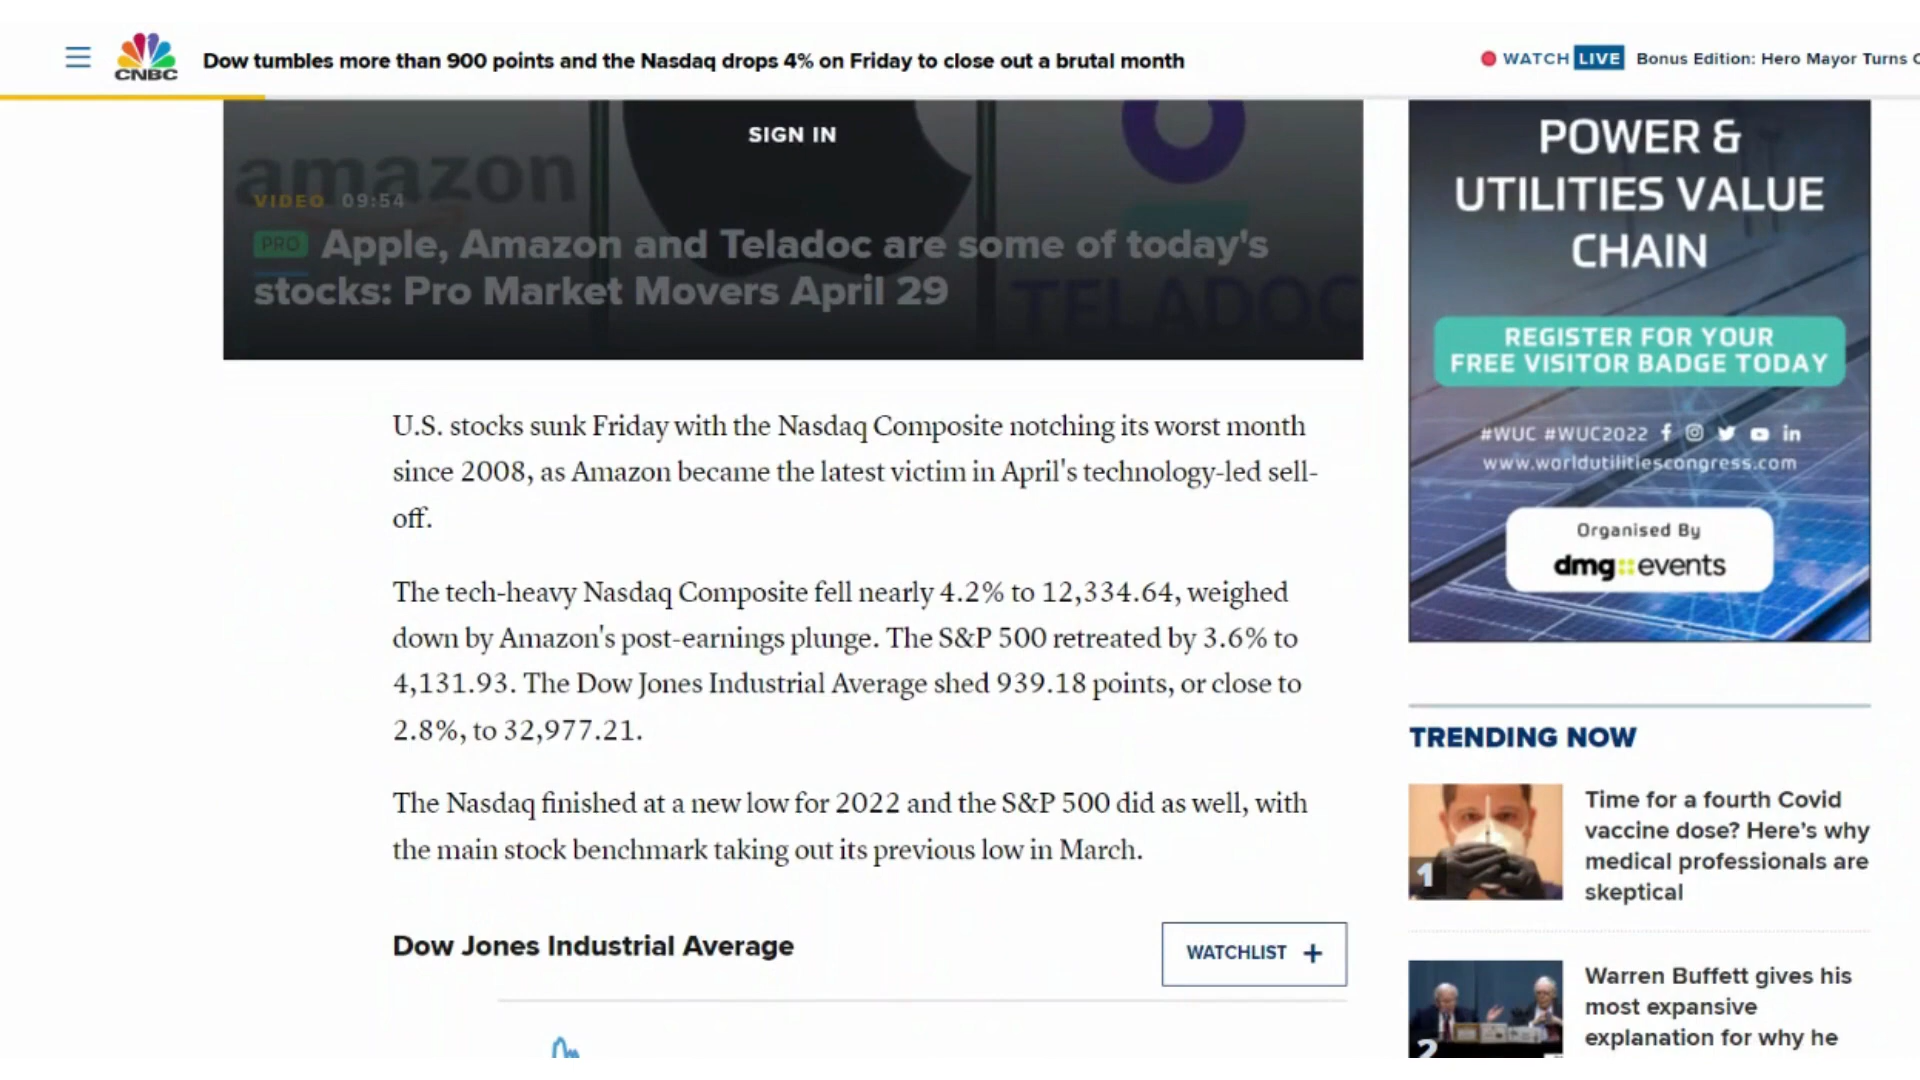 CNBC
Dow tumbles more than 900 points and the Nasdaq drops 4% on Friday to close out a brutal month
WATCH LIVE
Bonus Edition: Hero Mayor Turns
SIGN IN
amazon
VIDEO 09:54
PRO Apple, Amazon and Teladoc are some of today's
stocks: Pro Market Movers April 29
TELADOC
U.S. stocks sunk Friday with the Nasdaq Composite notching its worst month
since 2008, as Amazon became the latest victim in April's technology-led sell-
off.
The tech-heavy Nasdaq Composite fell nearly 4.2% to 12,334.64, weighed
down by Amazon's post-earnings plunge. The S&P 500 retreated by 3.6% to
4,131.93. The Dow Jones Industrial Average shed 939.18 points, or close to
2.8%, to 32,977.21.
The Nasdaq finished at a new low for 2022 and the S&P 500 did as well, with
the main stock benchmark taking out its previous low in March.
Dow Jones Industrial Average
WATCHLIST +
POWER &
UTILITIES VALUE
CHAIN
REGISTER FOR YOUR
FREE VISITOR BADGE TODAY
#WUC #WUC2022
www.worldutilitiescongress.com
Organised By
dmg::events
TRENDING NOW
1
Time for a fourth Covid
vaccine dose? Here's why
medical professionals are
skeptical
2
Warren Buffett gives his
most expansive
explanation for why he